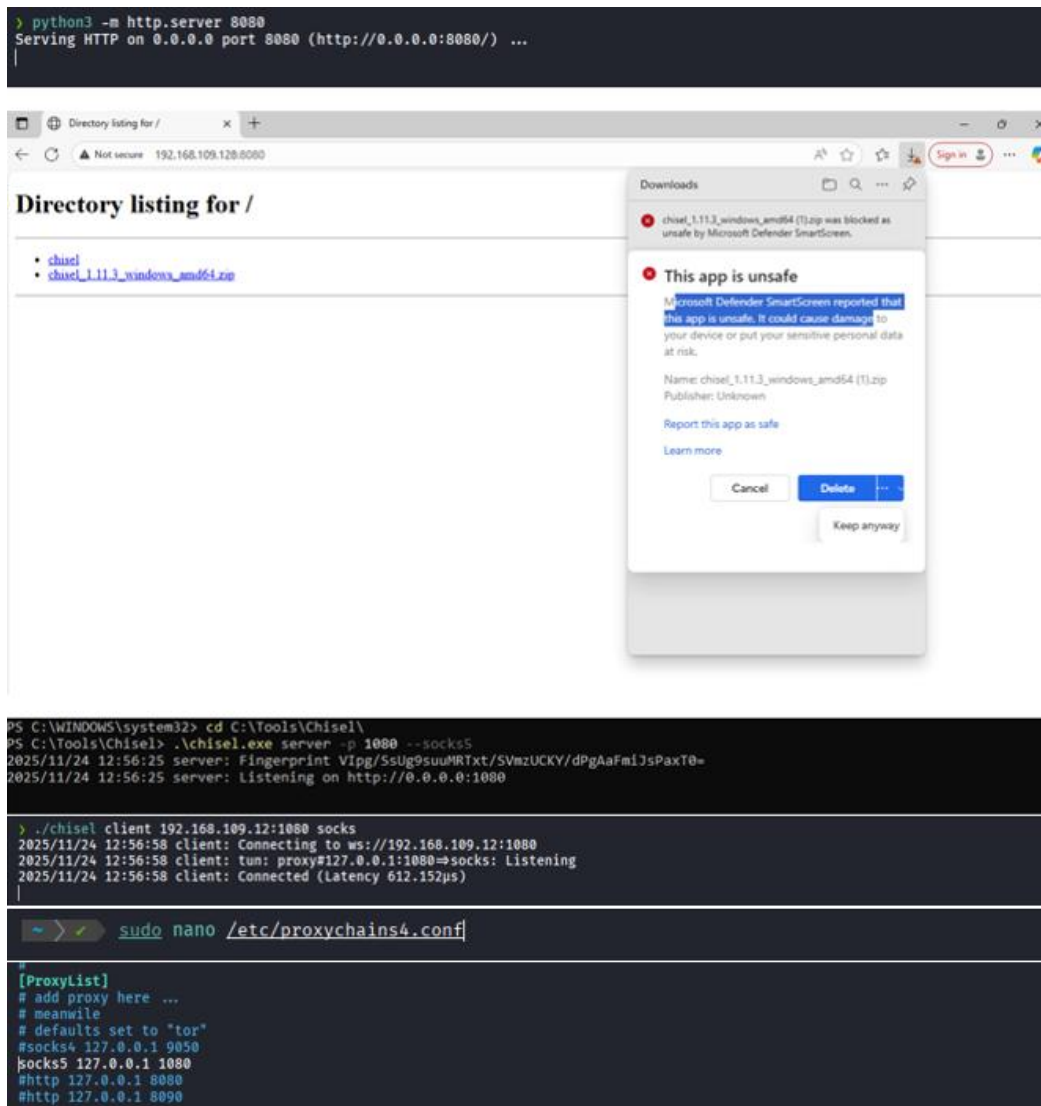 ❯ python3 -m http.server 8080
Serving HTTP on 0.0.0.0 port 8080 (http://0.0.0.0:8080/) ...
Directory listing for /
Not secure 192.168.109.128:8080
Sign in
Directory listing for /
• chisel
• chisel_1.11.3_windows_amd64.zip
Downloads
chisel_1.11.3_windows_amd64 (1).zip was blocked as
unsafe by Microsoft Defender SmartScreen.
This app is unsafe
Microsoft Defender SmartScreen reported that
this app is unsafe. It could cause damage to
your device or put your sensitive personal data
at risk.
Name: chisel_1.11.3_windows_amd64 (1).zip
Publisher: Unknown
Report this app as safe
Learn more
Cancel
Delete
Keep anyway
PS C:\WINDOWS\system32> cd C:\Tools\Chisel\
PS C:\Tools\Chisel> .\chisel.exe server -p 1080 --socks5
2025/11/24 12:56:25 server: Fingerprint VIpg/SsUg9suuMRTxt/SVmzUCKY/dPgAaFmiJsPaxT0=
2025/11/24 12:56:25 server: Listening on http://0.0.0.0:1080
❯ ./chisel client 192.168.109.12:1080 socks
2025/11/24 12:56:58 client: Connecting to ws://192.168.109.12:1080
2025/11/24 12:56:58 client: tun: proxy#127.0.0.1:1080⇒socks: Listening
2025/11/24 12:56:58 client: Connected (Latency 612.152µs)
~ ❯ ✓ sudo nano /etc/proxychains4.conf
#
[ProxyList]
# add proxy here ...
# meanwile
# defaults set to "tor"
#socks4 127.0.0.1 9050
socks5 127.0.0.1 1080
#http 127.0.0.1 8080
#http 127.0.0.1 8090